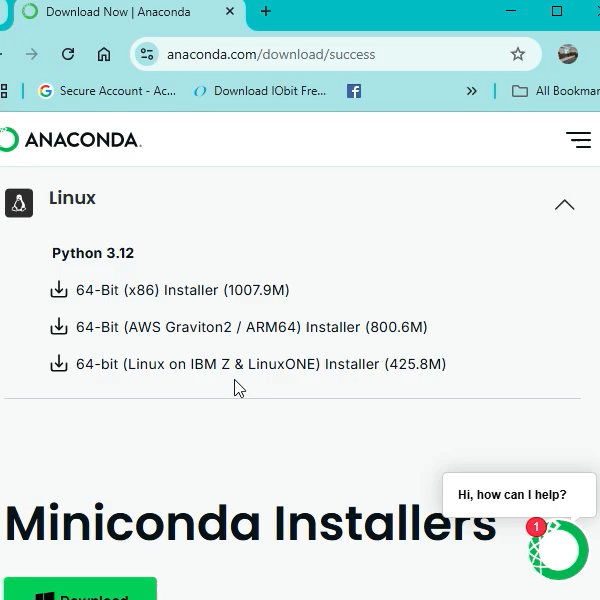 Download Now | Anaconda
anaconda.com/download/success
Secure Account - Ac...
Download IObit Fre...
All Bookmar
ANACONDA.
Linux
Python 3.12
64-Bit (x86) Installer (1007.9M)
64-Bit (AWS Graviton2 / ARM64) Installer (800.6M)
64-bit (Linux on IBM Z & LinuxONE) Installer (425.8M)
Hi, how can I help?
Miniconda Installers
1
Download